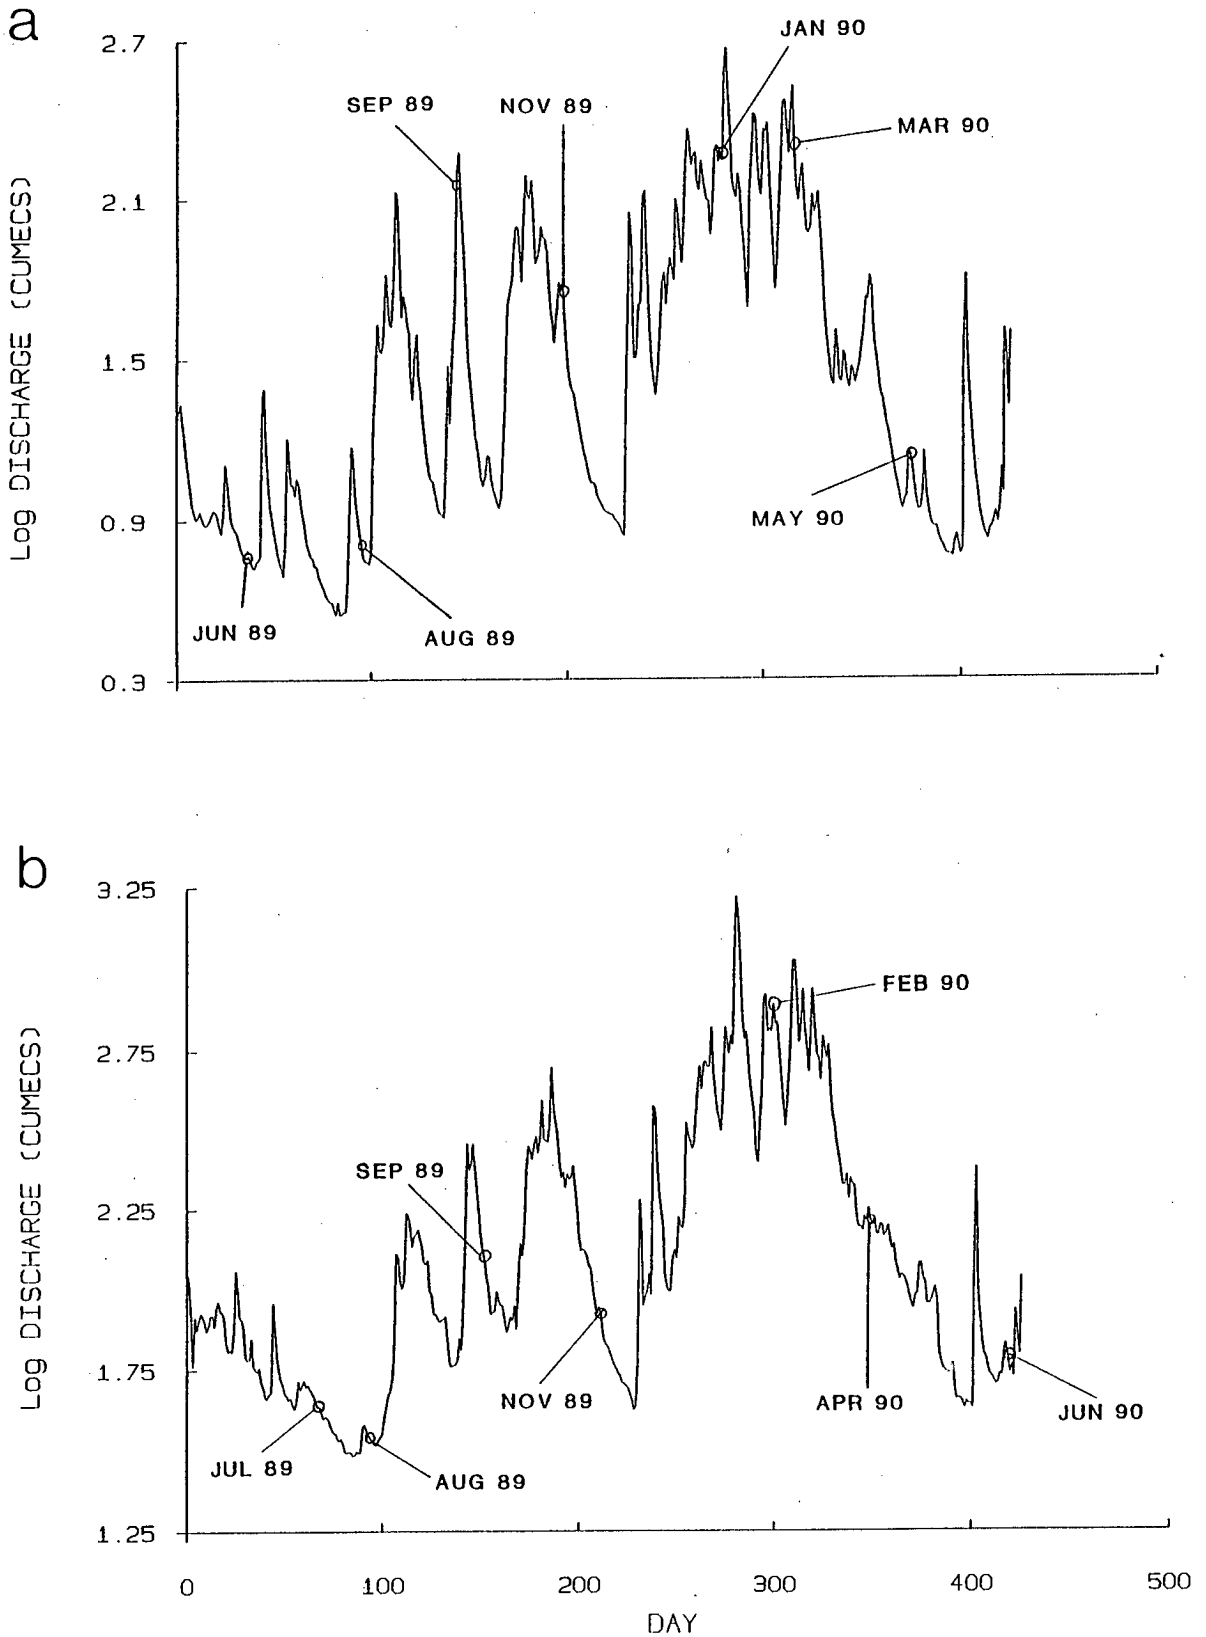 a
2.7
2.1
1.5
0.9
0.3
Log DISCHARGE (CUMECS)
JAN 90
SEP 89
NOV 89
MAR 90
MAY 90
JUN 89
AUG 89
b
3.25
2.75
2.25
1.75
1.25
Log DISCHARGE (CUMECS)
FEB 90
SEP 89
NOV 89
APR 90
JUN 90
JUL 89
AUG 89
0 100 200 300 400 500
DAY